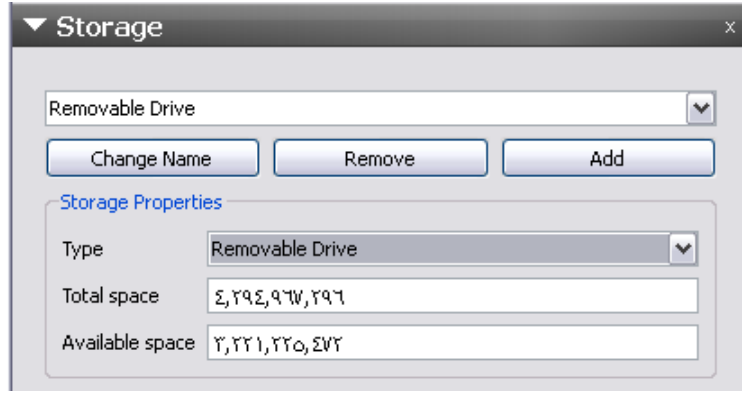 Storage x
Removable Drive
Change Name Remove Add
Storage Properties
Type Removable Drive
Total space ٤,٢٩٤,٩٦٧,٢٩٦
Available space ٣,٢٢١,٢٢٥,٤٧٢